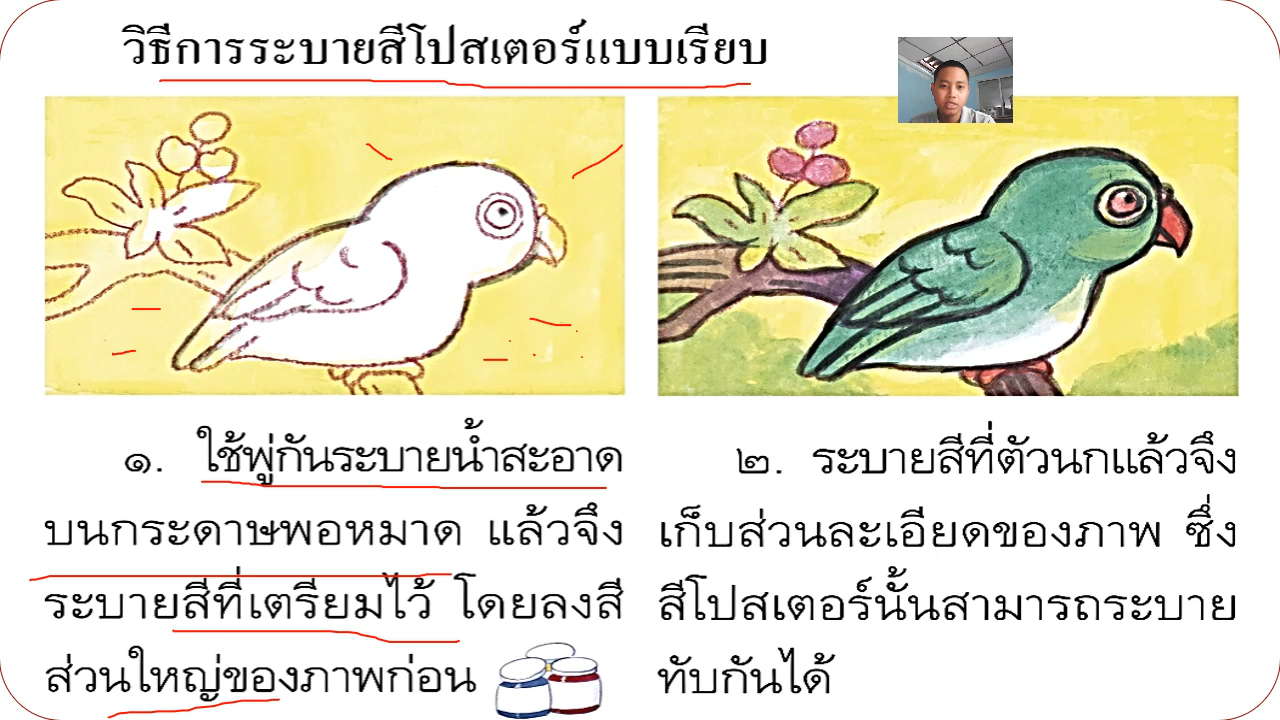 วิธีการระบายสีโปสเตอร์แบบเรียบ
๑. ใช้พู่กันระบายน้ำสะอาด
บนกระดาษพอหมาด แล้วจึง
ระบายสีที่เตรียมไว้ โดยลงสี
ส่วนใหญ่ของภาพก่อน
๒. ระบายสีที่ตัวนกแล้วจึง
เก็บส่วนละเอียดของภาพ ซึ่ง
สีโปสเตอร์นั้นสามารถระบาย
ทับกันได้